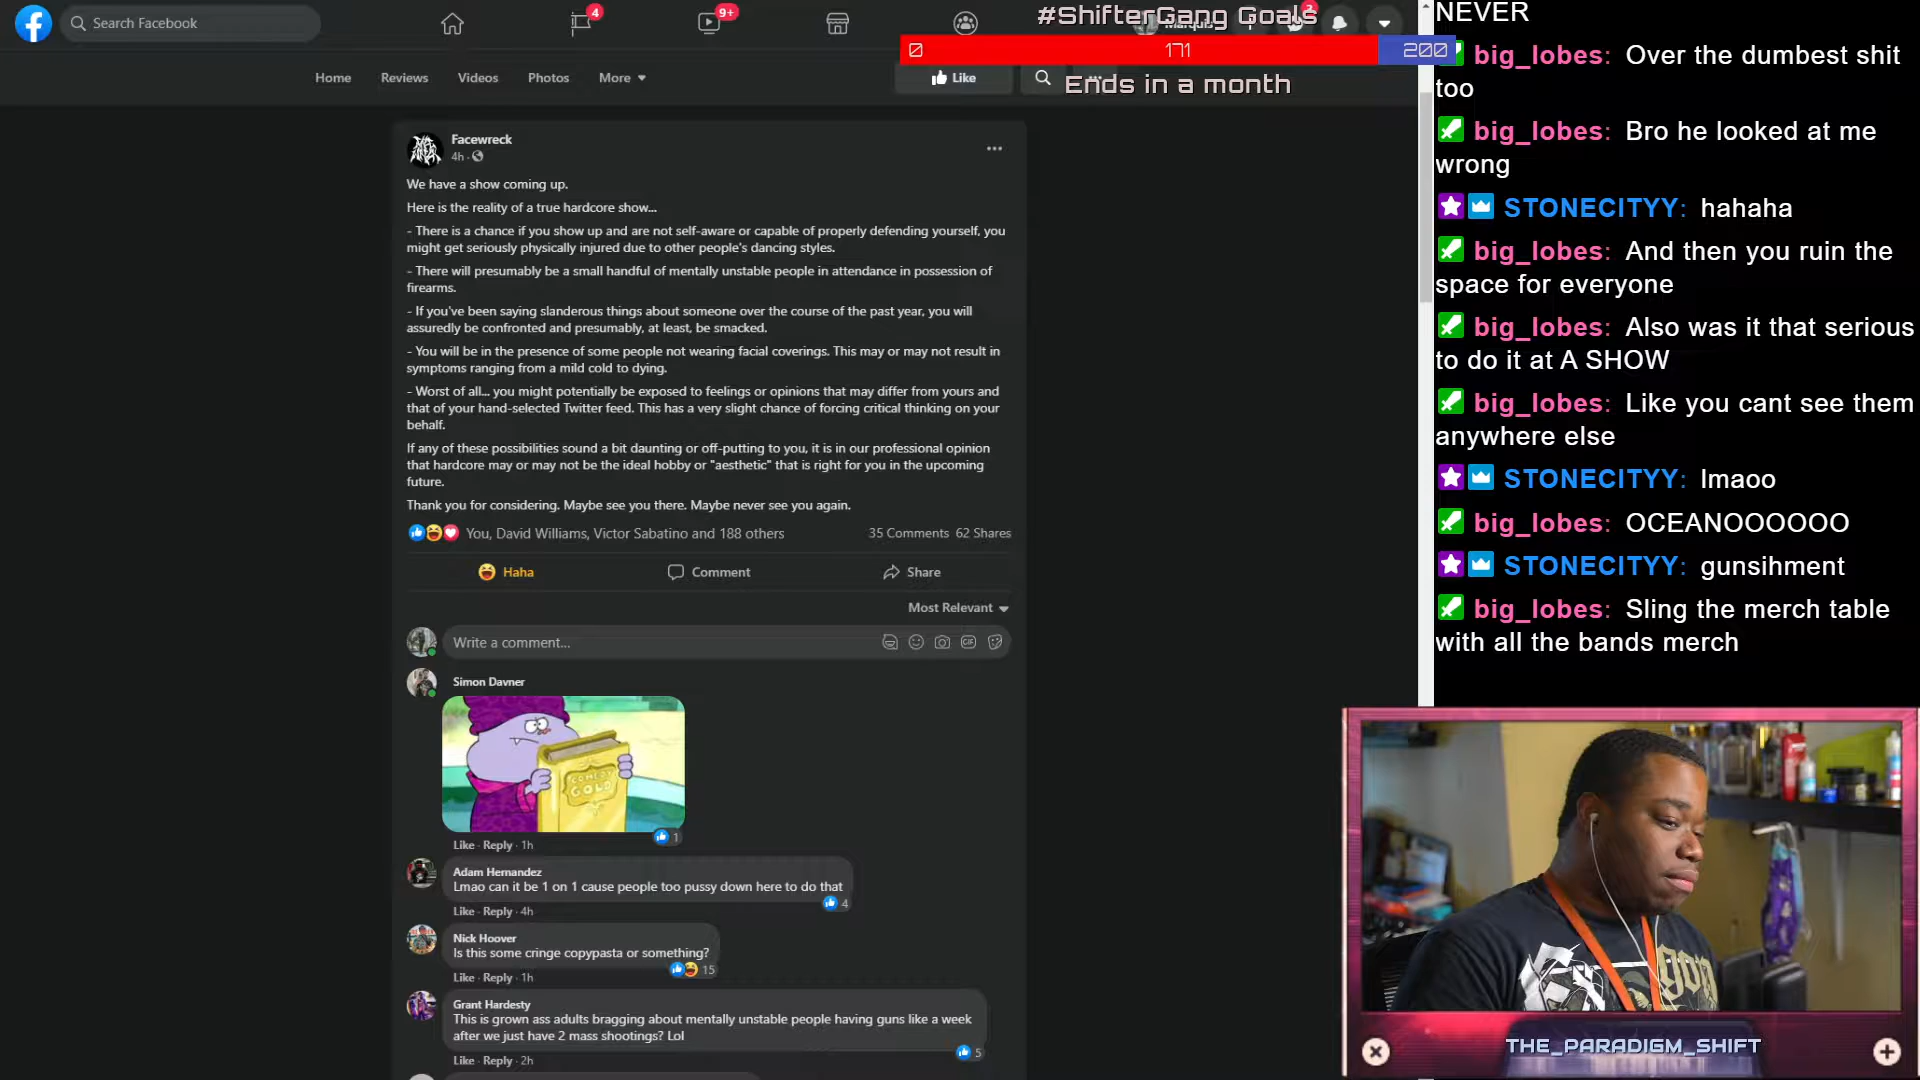 Search Facebook
4
9+
2
#ShifterGang Goals
0
171
200
Ends in a month
Home
Reviews
Videos
Photos
More
Like
Facewreck
4h ·
We have a show coming up.
Here is the reality of a true hardcore show...
- There is a chance if you show up and are not self-aware or capable of properly defending yourself, you
might get seriously physically injured due to other people's dancing styles.
- There will presumably be a small handful of mentally unstable people in attendance in possession of
firearms.
- If you've been saying slanderous things about someone over the course of the past year, you will
assuredly be confronted and presumably, at least, be smacked.
- You will be in the presence of some people not wearing facial coverings. This may or may not result in
symptoms ranging from a mild cold to dying.
- Worst of all... you might potentially be exposed to feelings or opinions that may differ from yours and
that of your hand-selected Twitter feed. This has a very slight chance of forcing critical thinking on your
behalf.
If any of these possibilities sound a bit daunting or off-putting to you, it is in our professional opinion
that hardcore may or may not be the ideal hobby or "aesthetic" that is right for you in the upcoming
future.
Thank you for considering. Maybe see you there. Maybe never see you again.
You, David Williams, Victor Sabatino and 188 others
35 Comments 62 Shares
Haha
Comment
Share
Most Relevant
Write a comment...
GIF
Simon Davner
COMEDY
GOLD
1
Like · Reply · 1h
Adam Hernandez
Lmao can it be 1 on 1 cause people too pussy down here to do that
4
Like · Reply · 4h
Nick Hoover
Is this some cringe copypasta or something?
15
Like · Reply · 1h
Grant Hardesty
This is grown ass adults bragging about mentally unstable people having guns like a week
after we just have 2 mass shootings? Lol
5
Like · Reply · 2h
NEVER
big_lobes: Over the dumbest shit
too
big_lobes: Bro he looked at me
wrong
STONECITYY: hahaha
big_lobes: And then you ruin the
space for everyone
big_lobes: Also was it that serious
to do it at A SHOW
big_lobes: Like you cant see them
anywhere else
STONECITYY: lmaoo
big_lobes: OCEANOOOOOO
STONECITYY: gunsihment
big_lobes: Sling the merch table
with all the bands merch
THE_PARADIGM_SHIFT